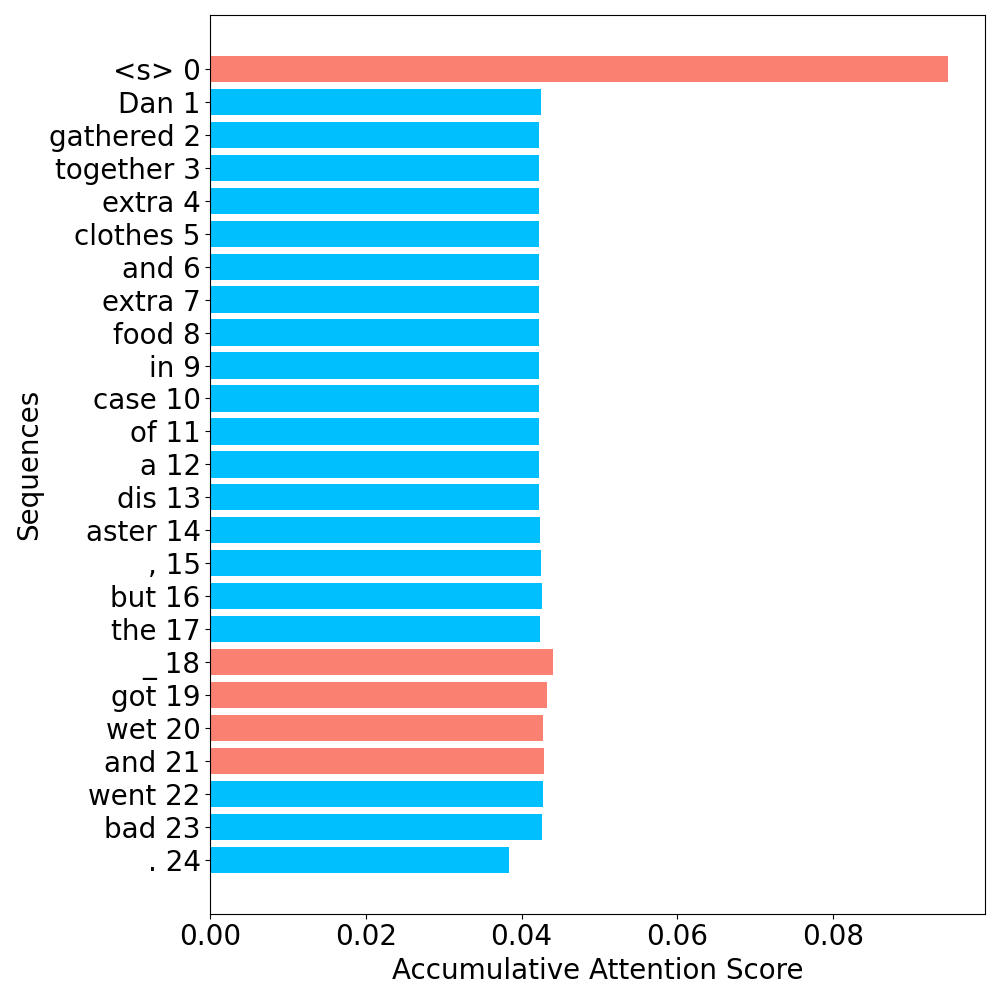 <s> 0
Dan 1
gathered 2
together 3
extra 4
clothes 5
and 6
extra 7
food 8
in 9
case 10
of 11
a 12
dis 13
aster 14
, 15
but 16
the 17
_ 18
got 19
wet 20
and 21
went 22
bad 23
. 24
Sequences
0.00 0.02 0.04 0.06 0.08
Accumulative Attention Score